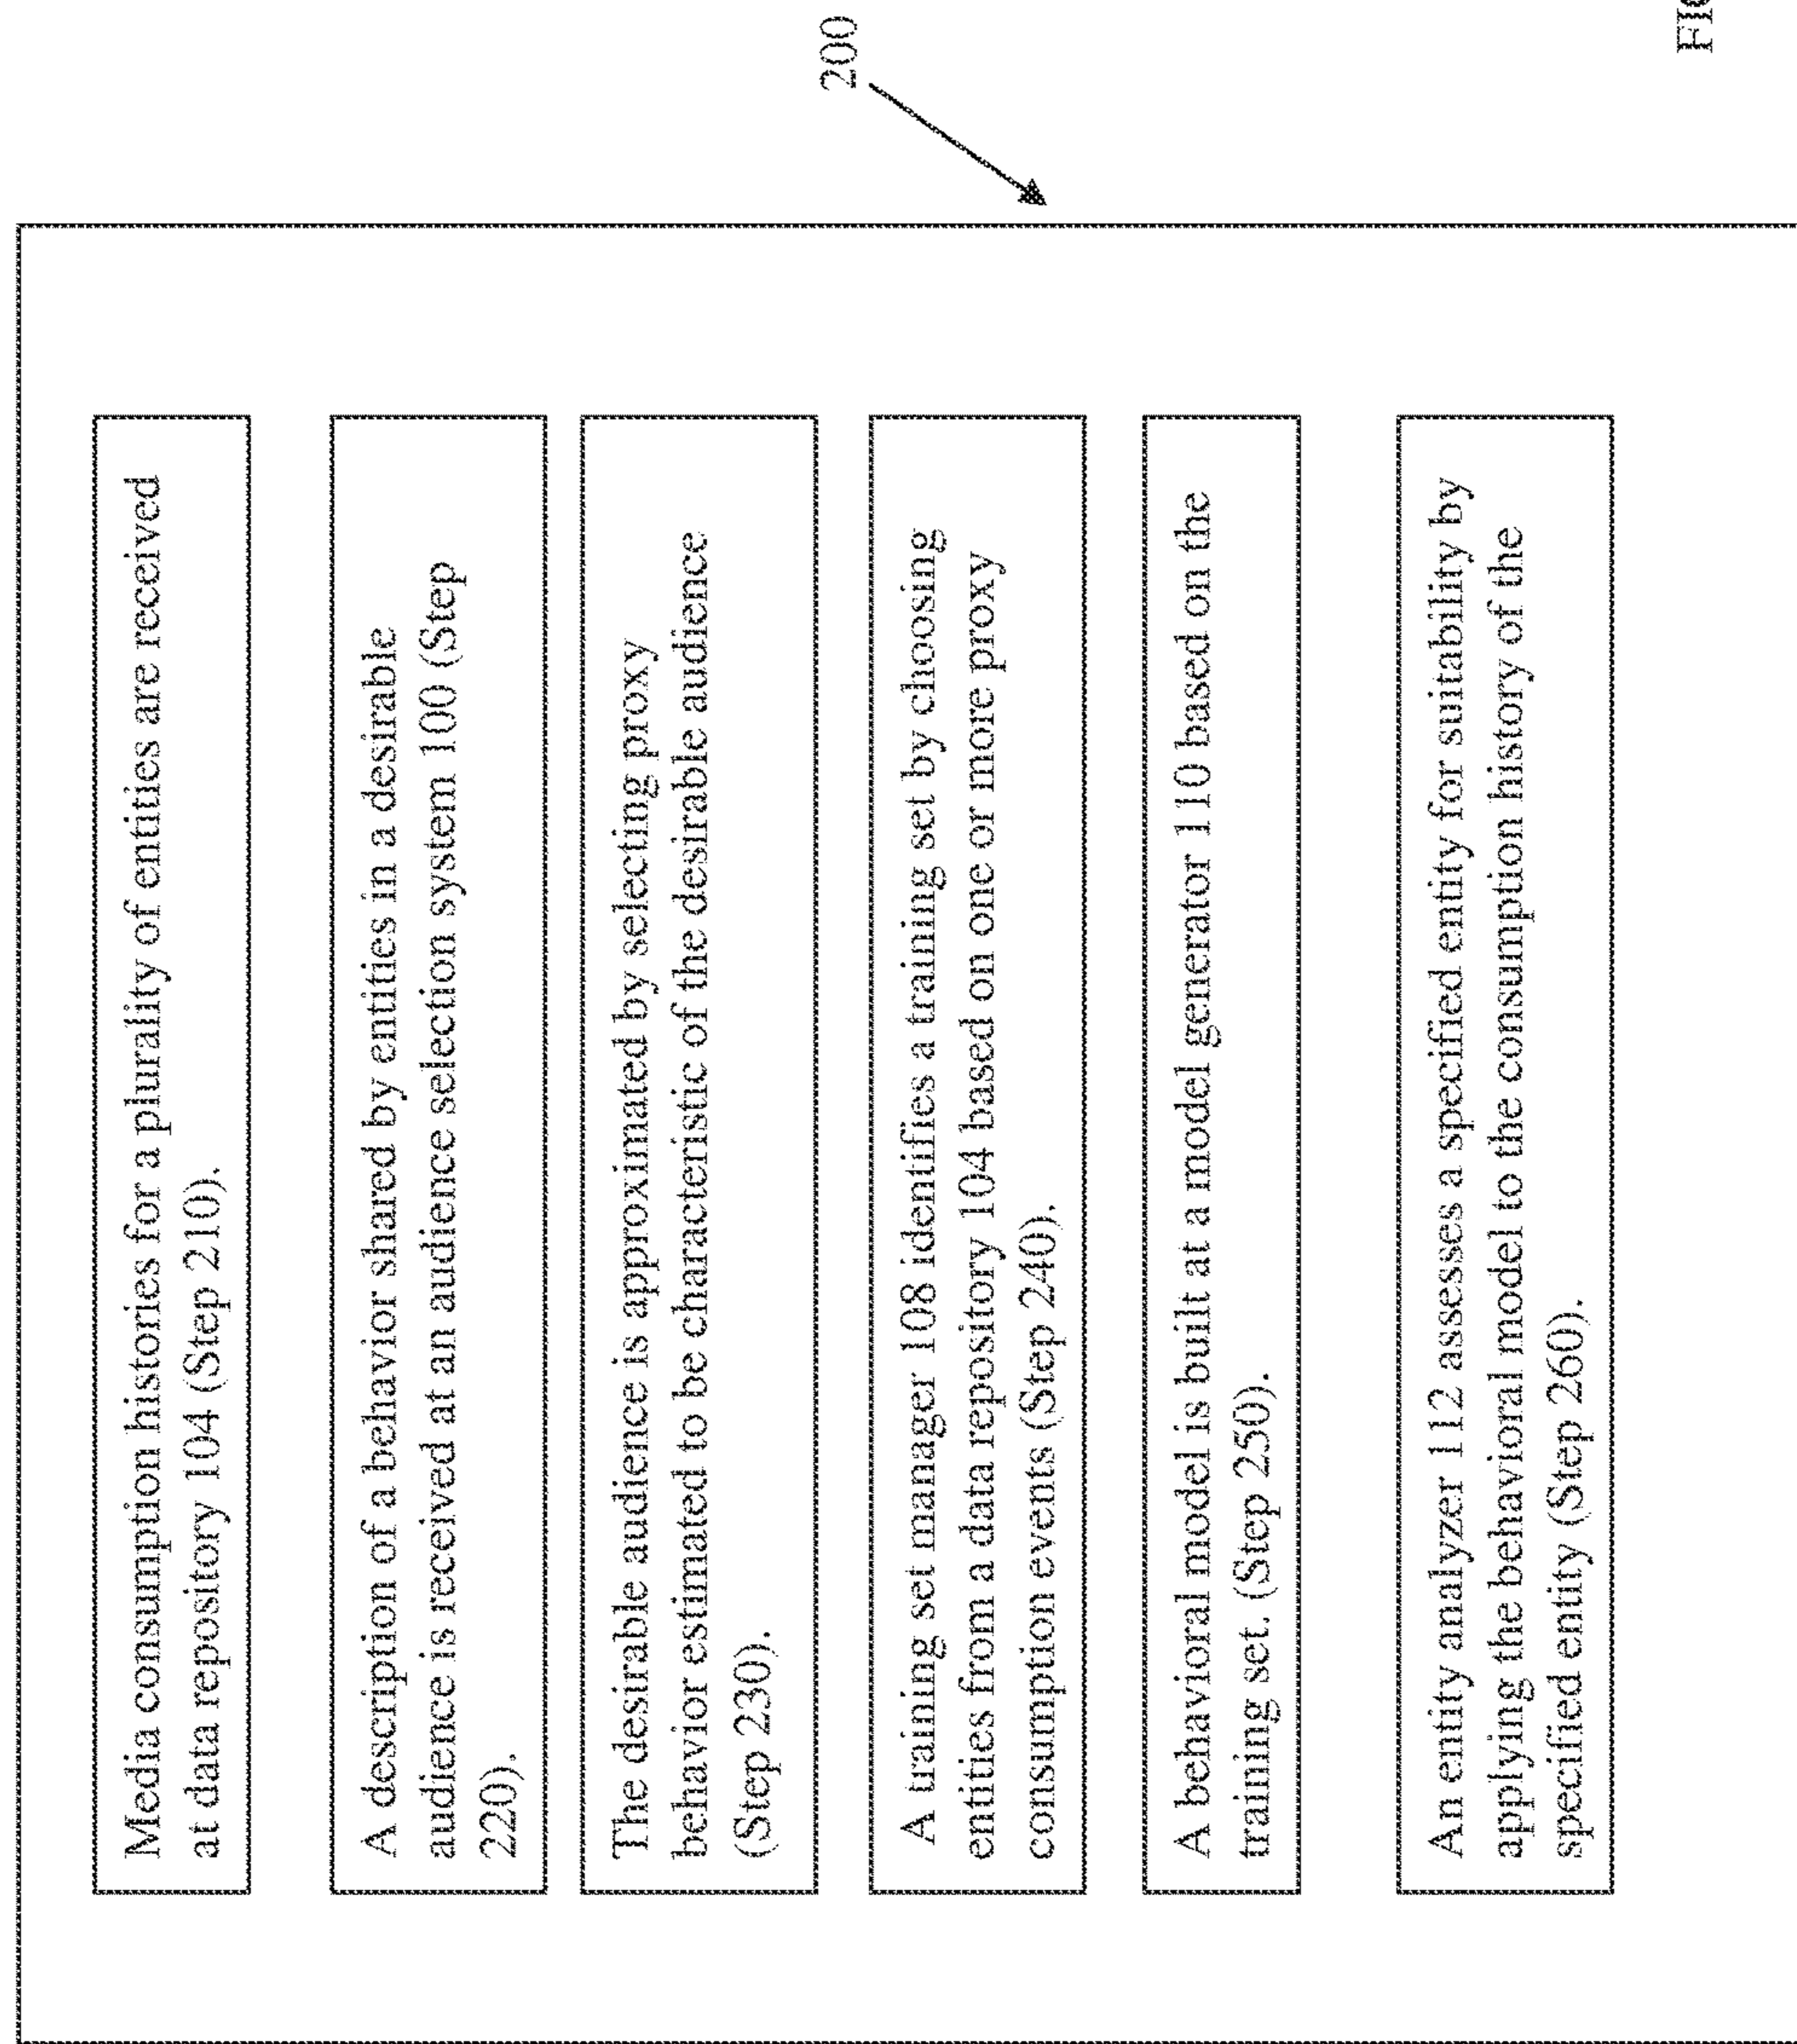 Media consumption histories for a plurality of entities are received
at data repository 104 (Step 210).
A description of a behavior shared by entities in a desirable
audience is received at an audience selection system 100 (Step
220).
The desirable audience is approximated by selecting proxy
behavior estimated to be characteristic of the desirable audience
(Step 230).
A training set manager 108 identifies a training set by choosing
entities from a data repository 104 based on one or more proxy
consumption events (Step 240).
A behavioral model is built at a model generator 110 based on the
training set. (Step 250).
An entity analyzer 112 assesses a specified entity for suitability by
applying the behavioral model to the consumption history of the
specified entity (Step 260).
200